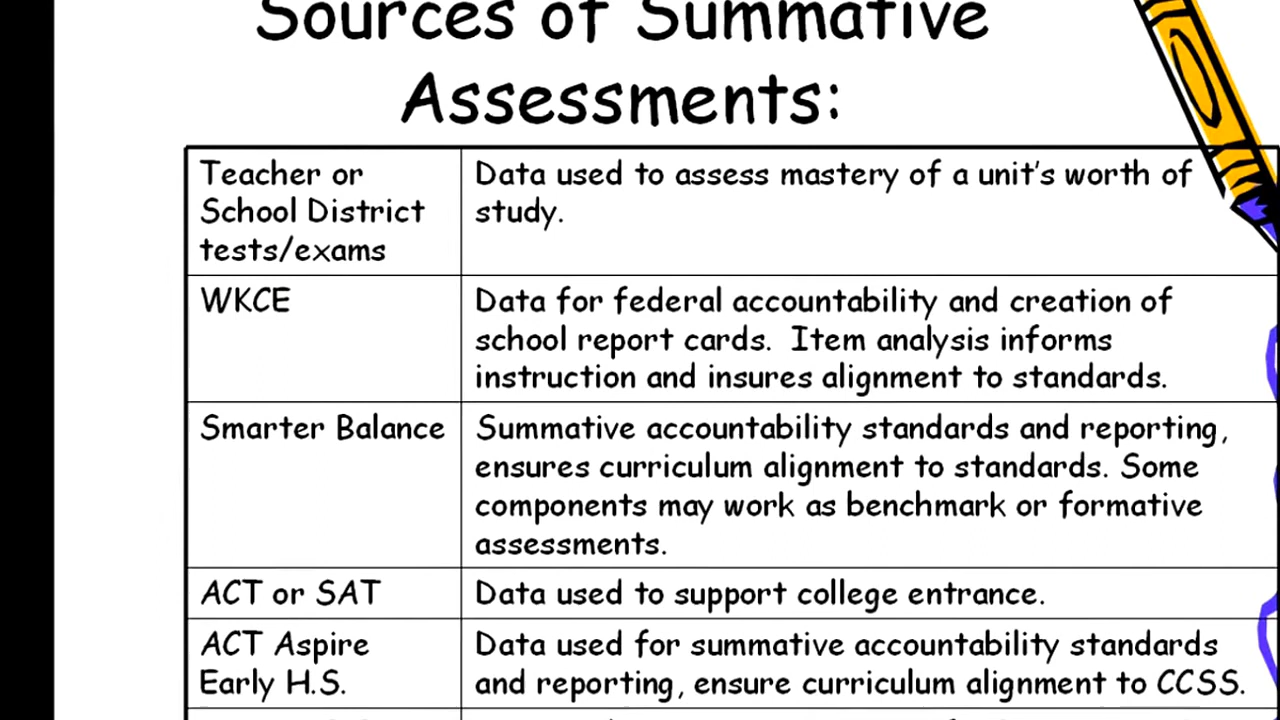 Sources of Summative
Assessments:
Teacher or
School District
tests/exams
Data used to assess mastery of a unit's worth of
study.
WKCE
Data for federal accountability and creation of
school report cards. Item analysis informs
instruction and insures alignment to standards.
Smarter Balance
Summative accountability standards and reporting,
ensures curriculum alignment to standards. Some
components may work as benchmark or formative
assessments.
ACT or SAT
Data used to support college entrance.
ACT Aspire
Early H.S.
Data used for summative accountability standards
and reporting, ensure curriculum alignment to CCSS.